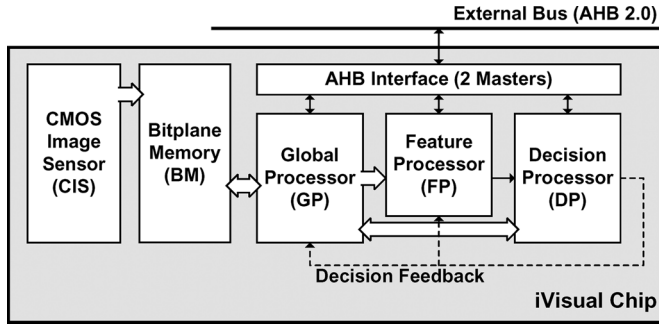 External Bus (AHB 2.0)
AHB Interface (2 Masters)
CMOS
Image
Sensor
(CIS)
Bitplane
Memory
(BM)
Global
Processor
(GP)
Feature
Processor
(FP)
Decision
Processor
(DP)
Decision Feedback
iVisual Chip